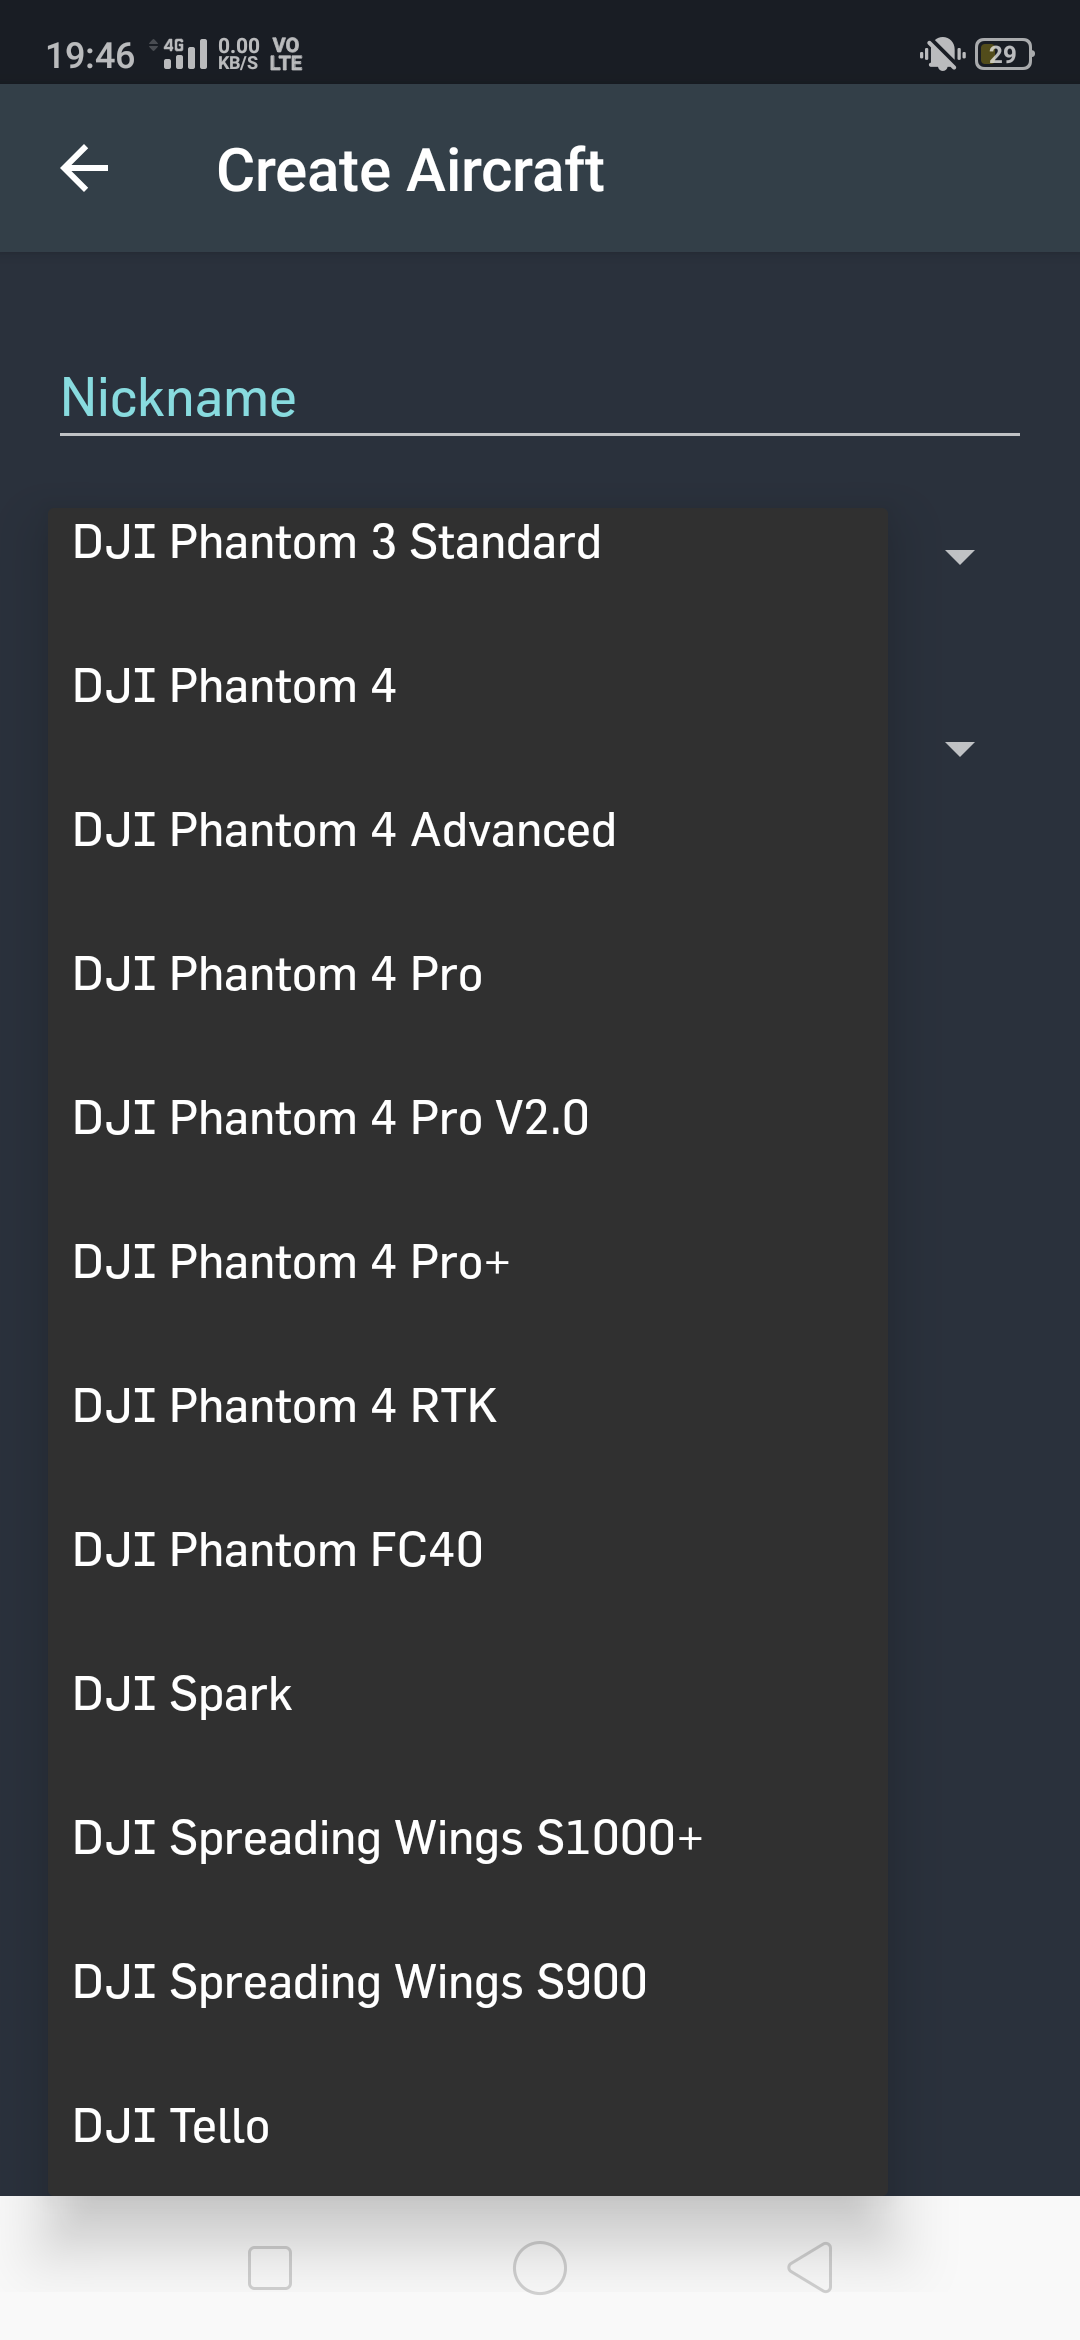 19:46 4G 0.00 KB/S VO LTE 29
Create Aircraft
Nickname
DJI Phantom 3 Standard
DJI Phantom 4
DJI Phantom 4 Advanced
DJI Phantom 4 Pro
DJI Phantom 4 Pro V2.0
DJI Phantom 4 Pro+
DJI Phantom 4 RTK
DJI Phantom FC40
DJI Spark
DJI Spreading Wings S1000+
DJI Spreading Wings S900
DJI Tello